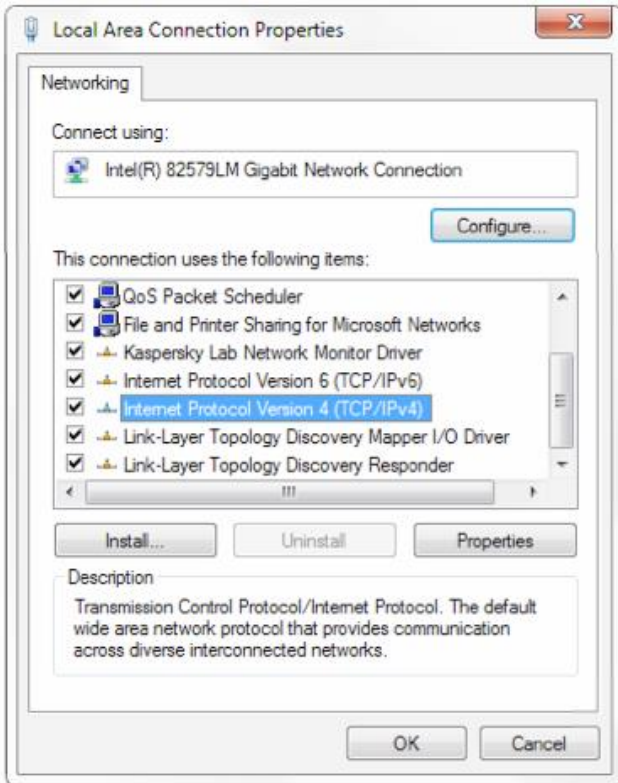 Local Area Connection Properties
Networking
Connect using:
Intel(R) 82579LM Gigabit Network Connection
Configure...
This connection uses the following items:
QoS Packet Scheduler
File and Printer Sharing for Microsoft Networks
Kaspersky Lab Network Monitor Driver
Internet Protocol Version 6 (TCP/IPv6)
Internet Protocol Version 4 (TCP/IPv4)
Link-Layer Topology Discovery Mapper I/O Driver
Link-Layer Topology Discovery Responder
Install...
Uninstall
Properties
Description
Transmission Control Protocol/Internet Protocol. The default
wide area network protocol that provides communication
across diverse interconnected networks.
OK
Cancel